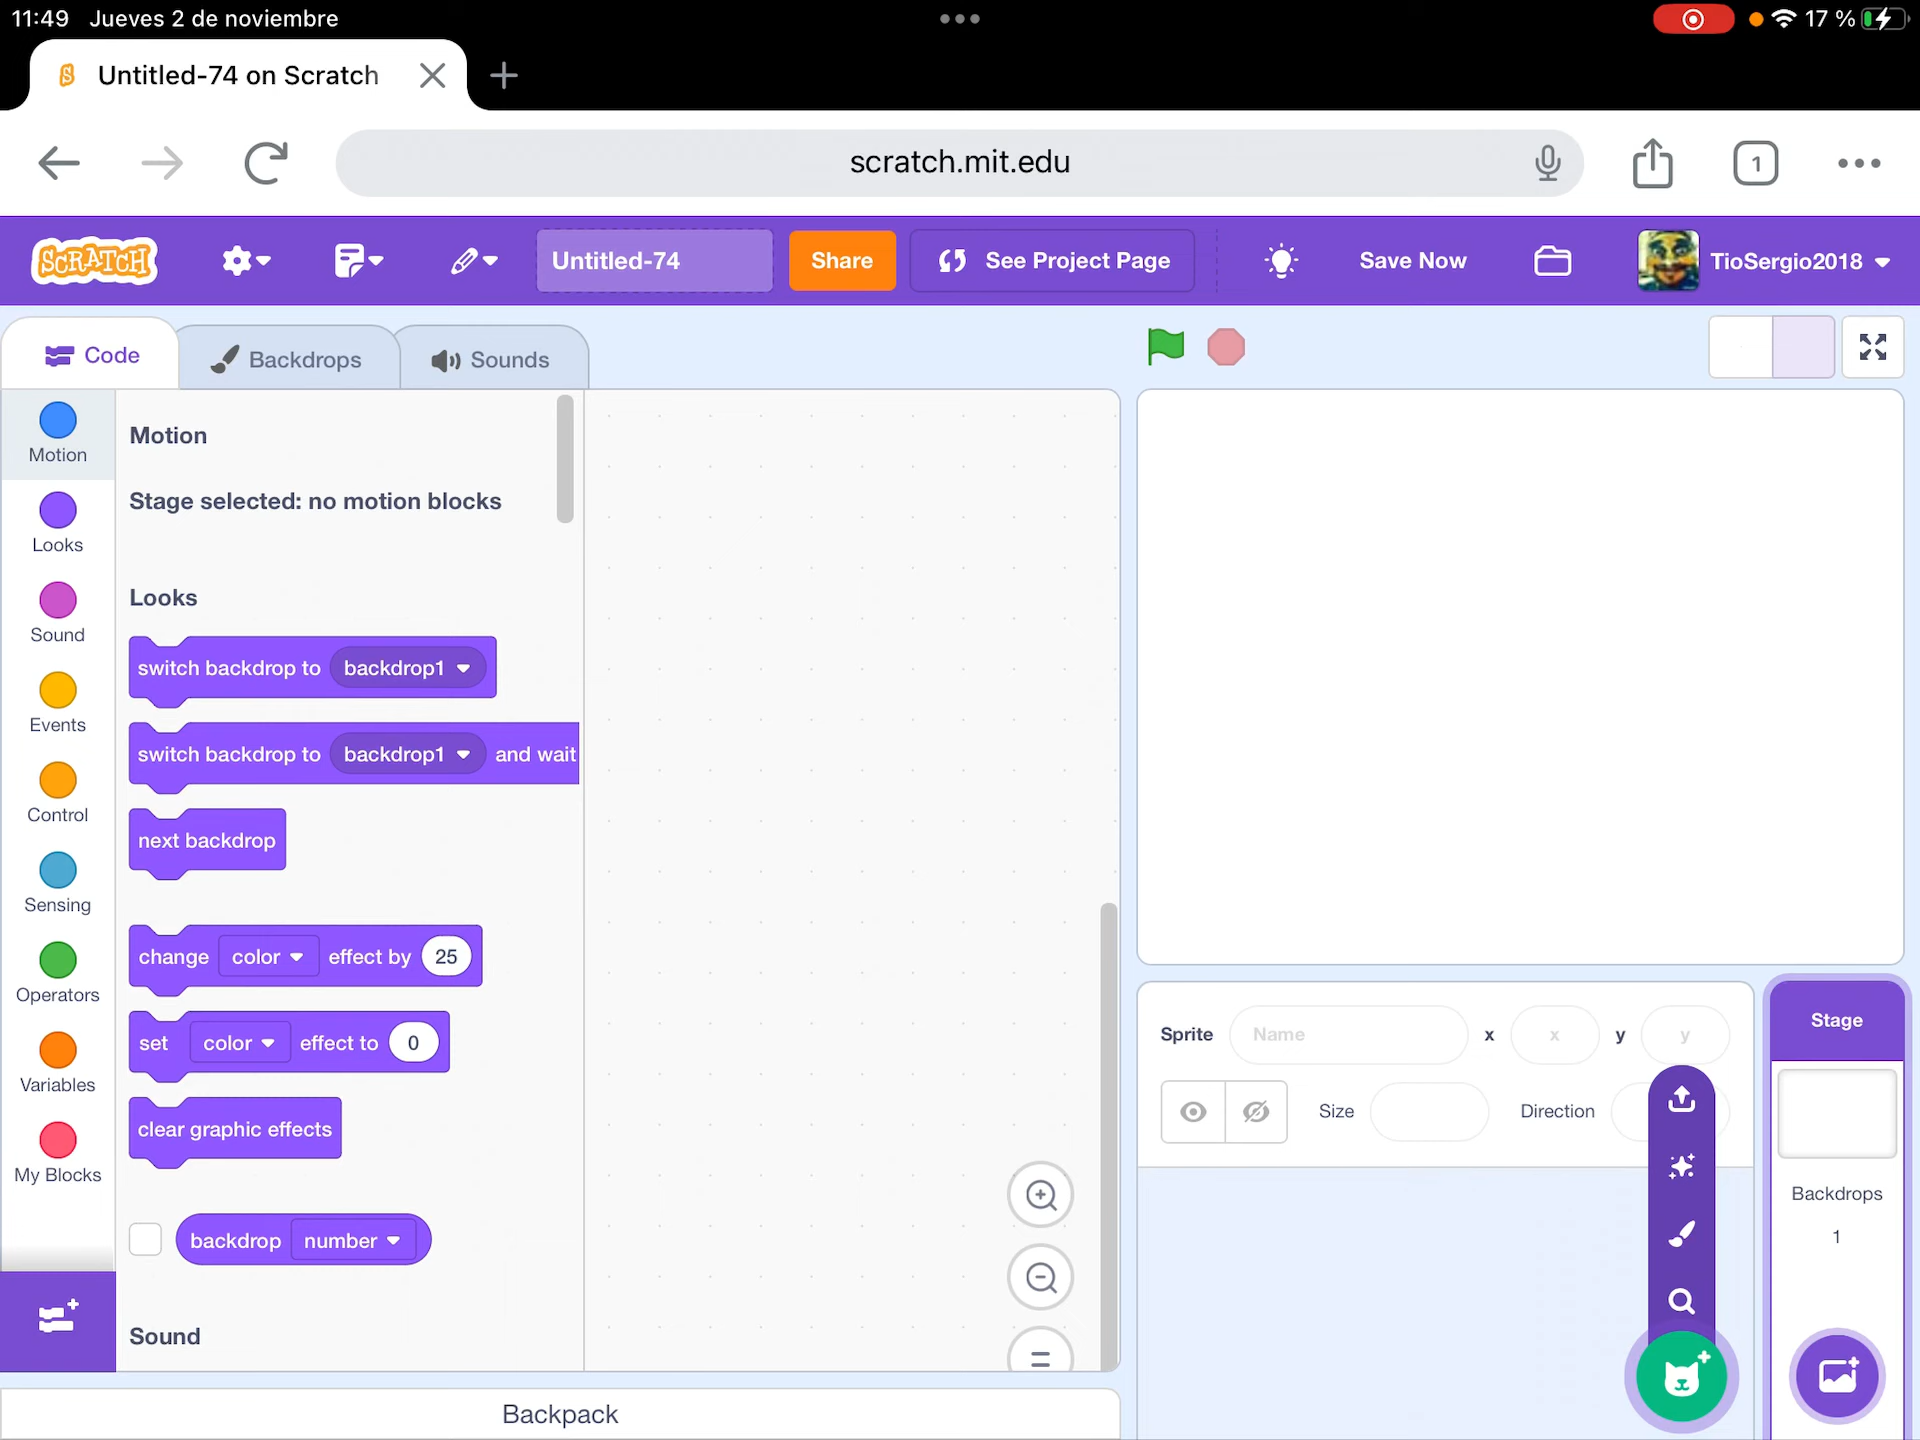 11:49 Jueves 2 de noviembre
17 %
Untitled-74 on Scratch
scratch.mit.edu
1
SCRATCH
Untitled-74
Share
See Project Page
Save Now
TioSergio2018
Code
Backdrops
Sounds
Motion
Looks
Sound
Events
Control
Sensing
Operators
Variables
My Blocks
Motion
Stage selected: no motion blocks
Looks
switch backdrop to backdrop1
switch backdrop to backdrop1 and wait
next backdrop
change color effect by 25
set color effect to 0
clear graphic effects
backdrop number
Sound
Backpack
Sprite Name x x y y
Size
Direction
Stage
Backdrops
1